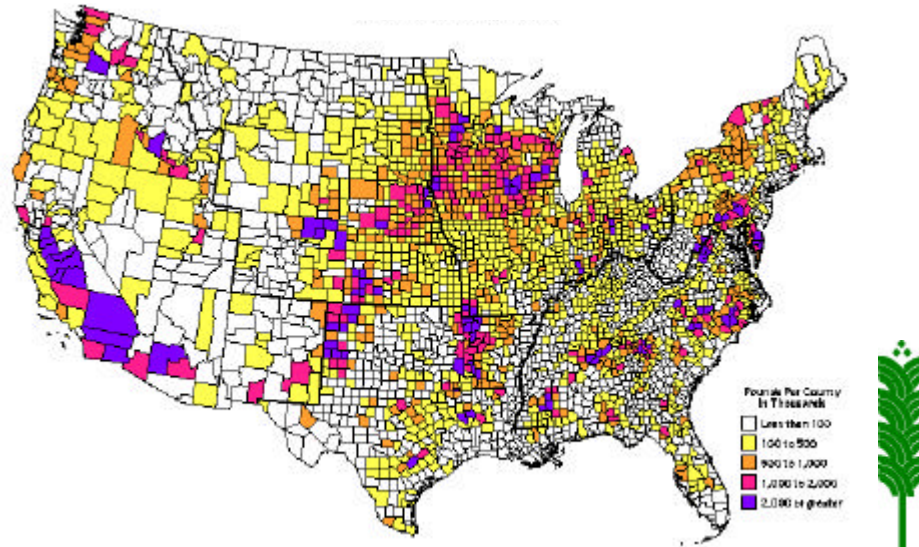 Pounds Per County
In Thousands
Less than 100
100 to 500
500 to 1,000
1,000 to 2,000
2,000 or greater